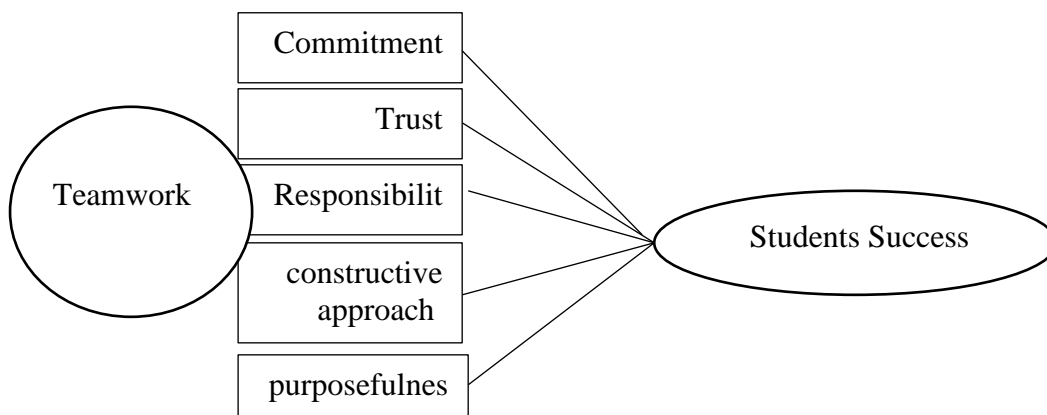 Commitment
Trust
Teamwork
Responsibilit
constructive
approach
purposefulnes
Students Success